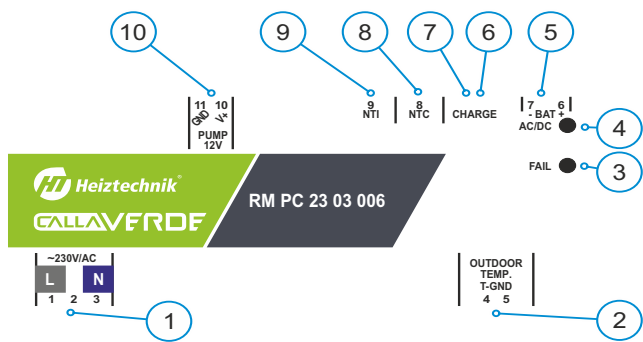 10
9
8
7
6
5
11 10
GND V+
PUMP
12V
9
NTI
8
NTC
CHARGE
7 6
- BAT +
AC/DC
4
FAIL
3
Heiztechnik®
CALLAVERDE
RM PC 23 03 006
~230V/AC
L N
1 2 3
1
OUTDOOR
TEMP.
T-GND
4 5
2